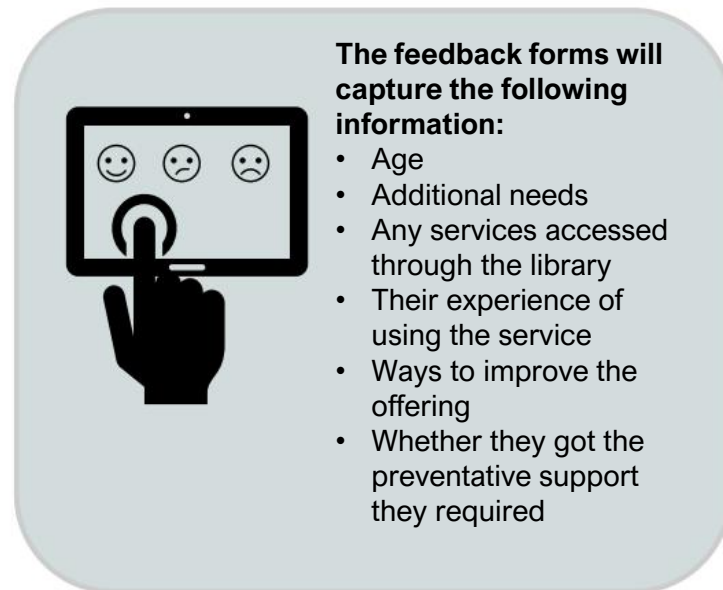 The feedback forms will
capture the following
information:
• Age
• Additional needs
• Any services accessed
through the library
• Their experience of
using the service
• Ways to improve the
offering
• Whether they got the
preventative support
they required